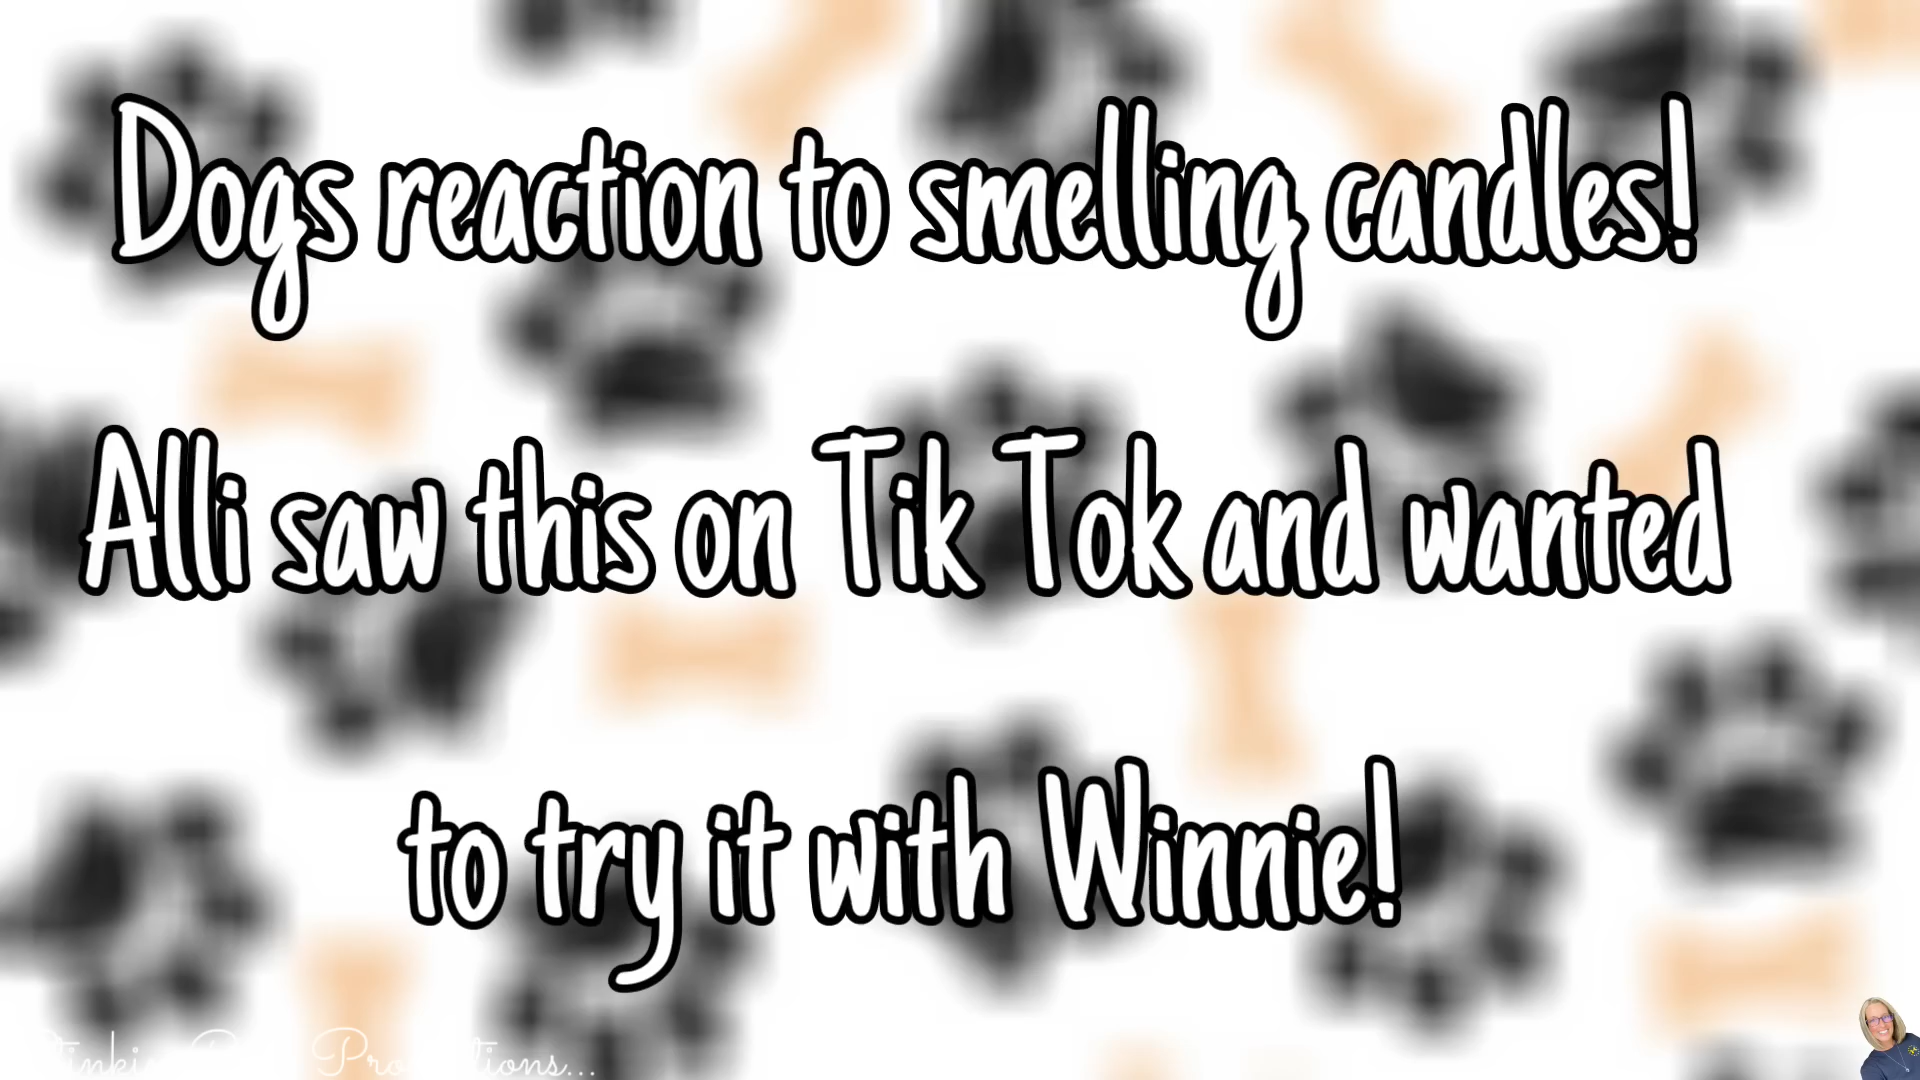 Dogs reaction to smelling candles!
Alli saw this on Tik Tok and wanted
to try it with Winnie!